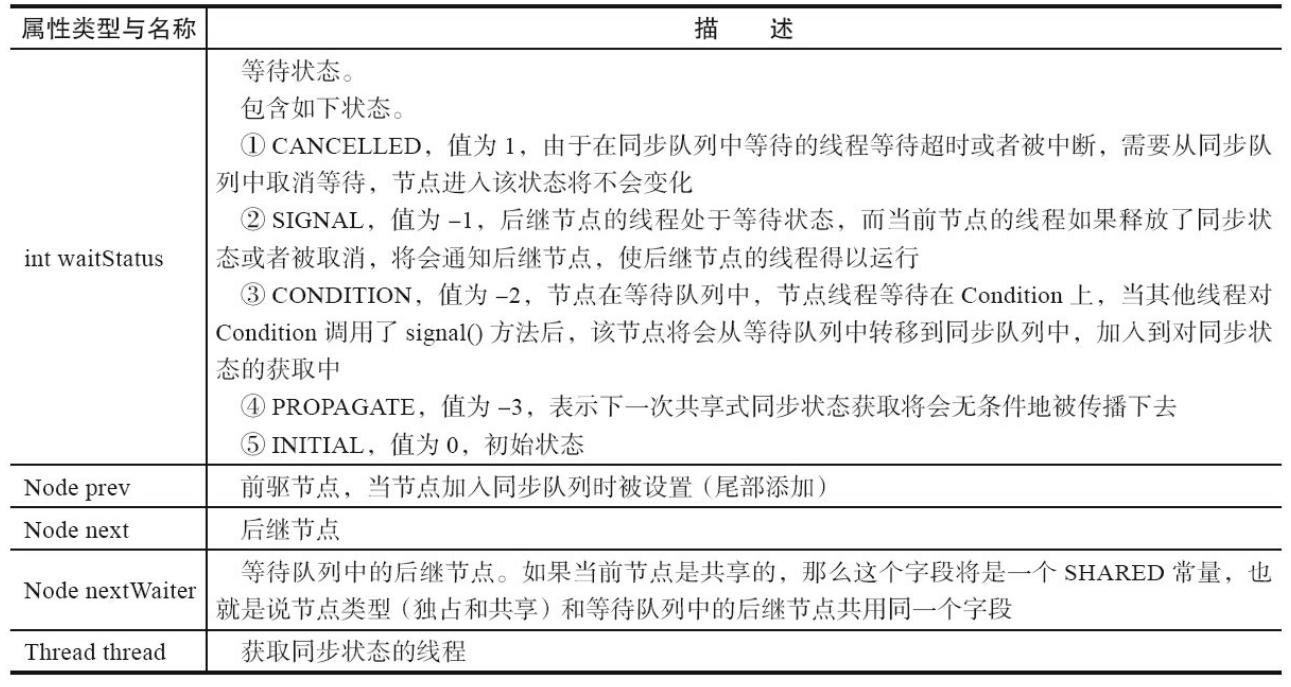 属性类型与名称 描 述
等待状态。
包含如下状态。
① CANCELLED，值为 1，由于在同步队列中等待的线程等待超时或者被中断，需要从同步队
列中取消等待，节点进入该状态将不会变化
② SIGNAL，值为 –1，后继节点的线程处于等待状态，而当前节点的线程如果释放了同步状
int waitStatus 态或者被取消，将会通知后继节点，使后继节点的线程得以运行
③ CONDITION，值为 –2，节点在等待队列中，节点线程等待在 Condition 上，当其他线程对
Condition 调用了 signal() 方法后，该节点将会从等待队列中转移到同步队列中，加入到对同步状
态的获取中
④ PROPAGATE，值为 –3，表示下一次共享式同步状态获取将会无条件地被传播下去
⑤ INITIAL，值为 0，初始状态
Node prev 前驱节点，当节点加入同步队列时被设置（尾部添加）
Node next 后继节点
Node nextWaiter 等待队列中的后继节点。如果当前节点是共享的，那么这个字段将是一个 SHARED 常量，也
就是说节点类型（独占和共享）和等待队列中的后继节点共用同一个字段
Thread thread 获取同步状态的线程